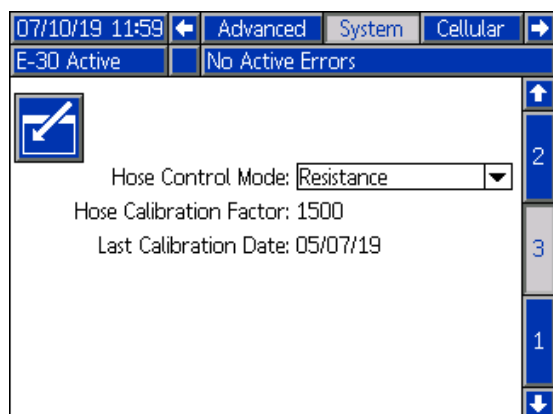 07/10/19 11:59 Advanced System Cellular
E-30 Active No Active Errors
2
Hose Control Mode: Resistance
Hose Calibration Factor: 1500
Last Calibration Date: 05/07/19
3
1